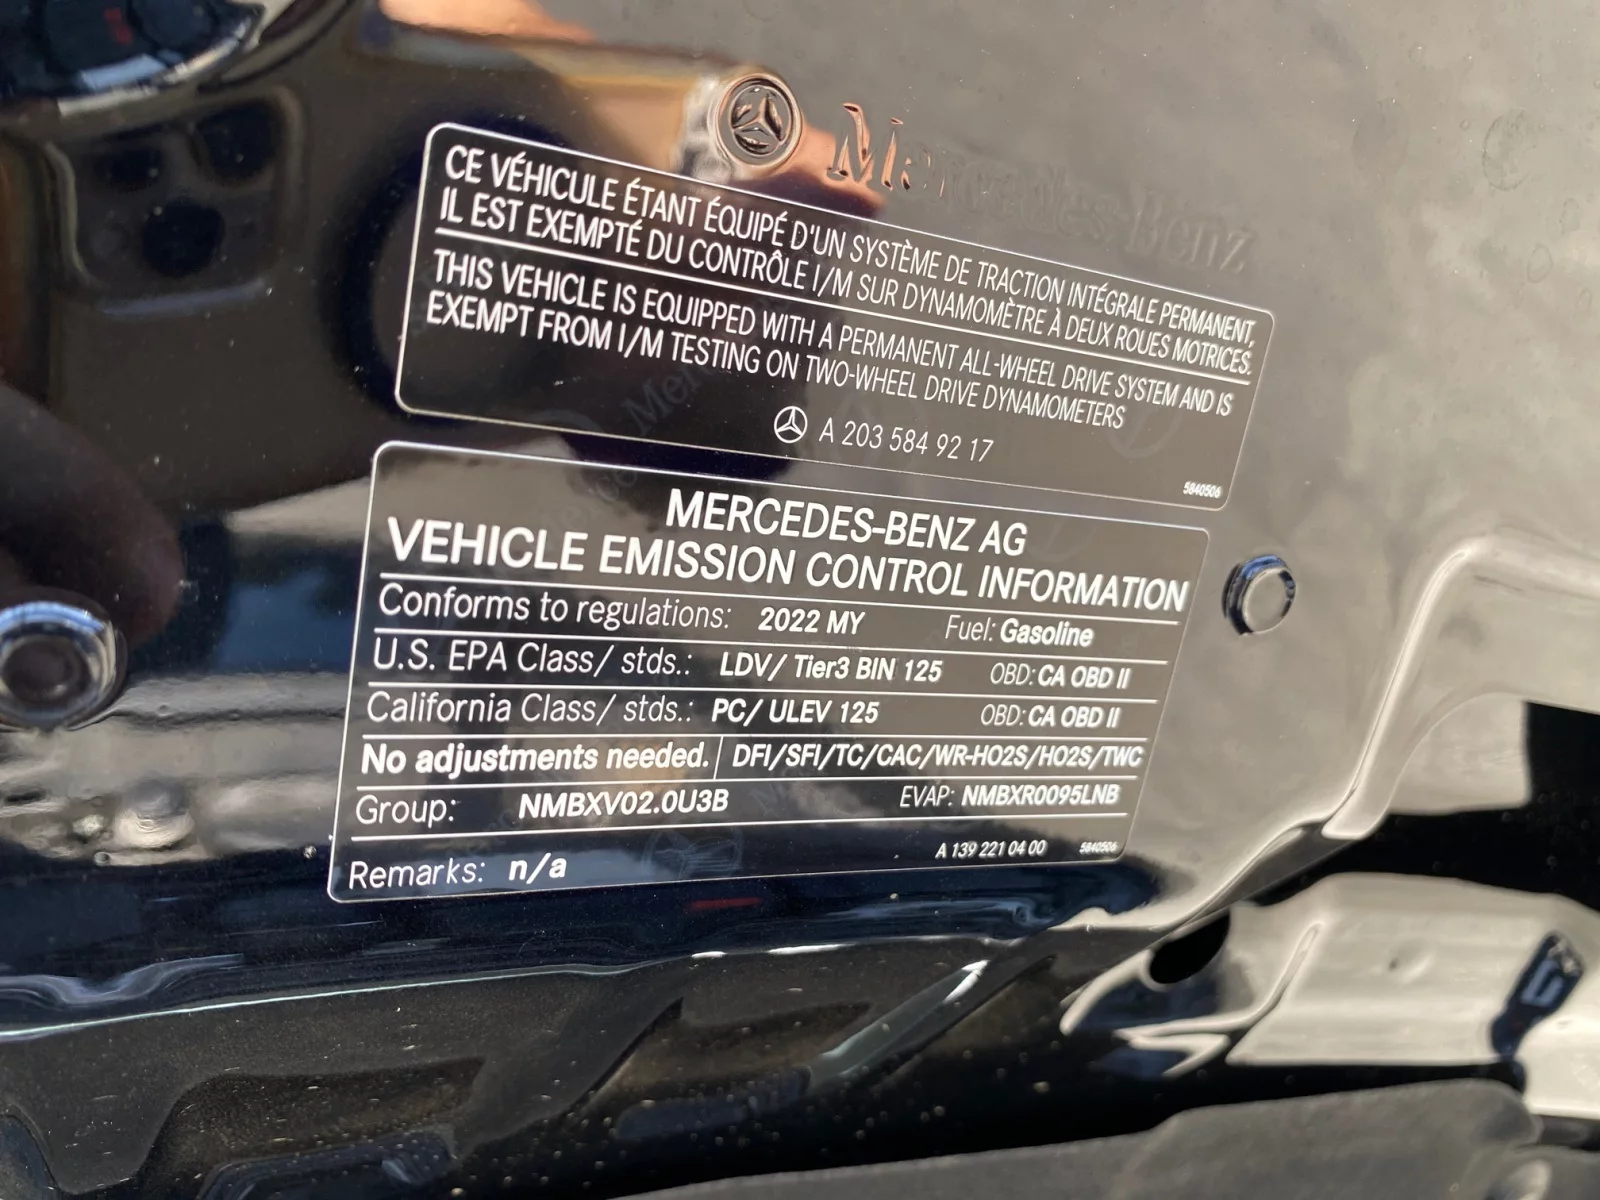 Mercedes-Benz
CE VÉHICULE ÉTANT ÉQUIPÉ D'UN SYSTÈME DE TRACTION INTÉGRALE PERMANENT,
IL EST EXEMPTÉ DU CONTRÔLE I/M SUR DYNAMOMÈTRE À DEUX ROUES MOTRICES.
THIS VEHICLE IS EQUIPPED WITH A PERMANENT ALL-WHEEL DRIVE SYSTEM AND IS
EXEMPT FROM I/M TESTING ON TWO-WHEEL DRIVE DYNAMOMETERS
A 203 584 92 17
5840506
MERCEDES-BENZ AG
VEHICLE EMISSION CONTROL INFORMATION
Conforms to regulations: 2022 MY Fuel: Gasoline
U.S. EPA Class/ stds.: LDV/ Tier3 BIN 125 OBD: CA OBD II
California Class/ stds.: PC/ ULEV 125 OBD: CA OBD II
No adjustments needed. DFI/SFI/TC/CAC/WR-HO2S/HO2S/TWC
Group: NMBXV02.0U3B EVAP: NMBXR0095LNB
A 139 221 04 00 5840506
Remarks: n/a